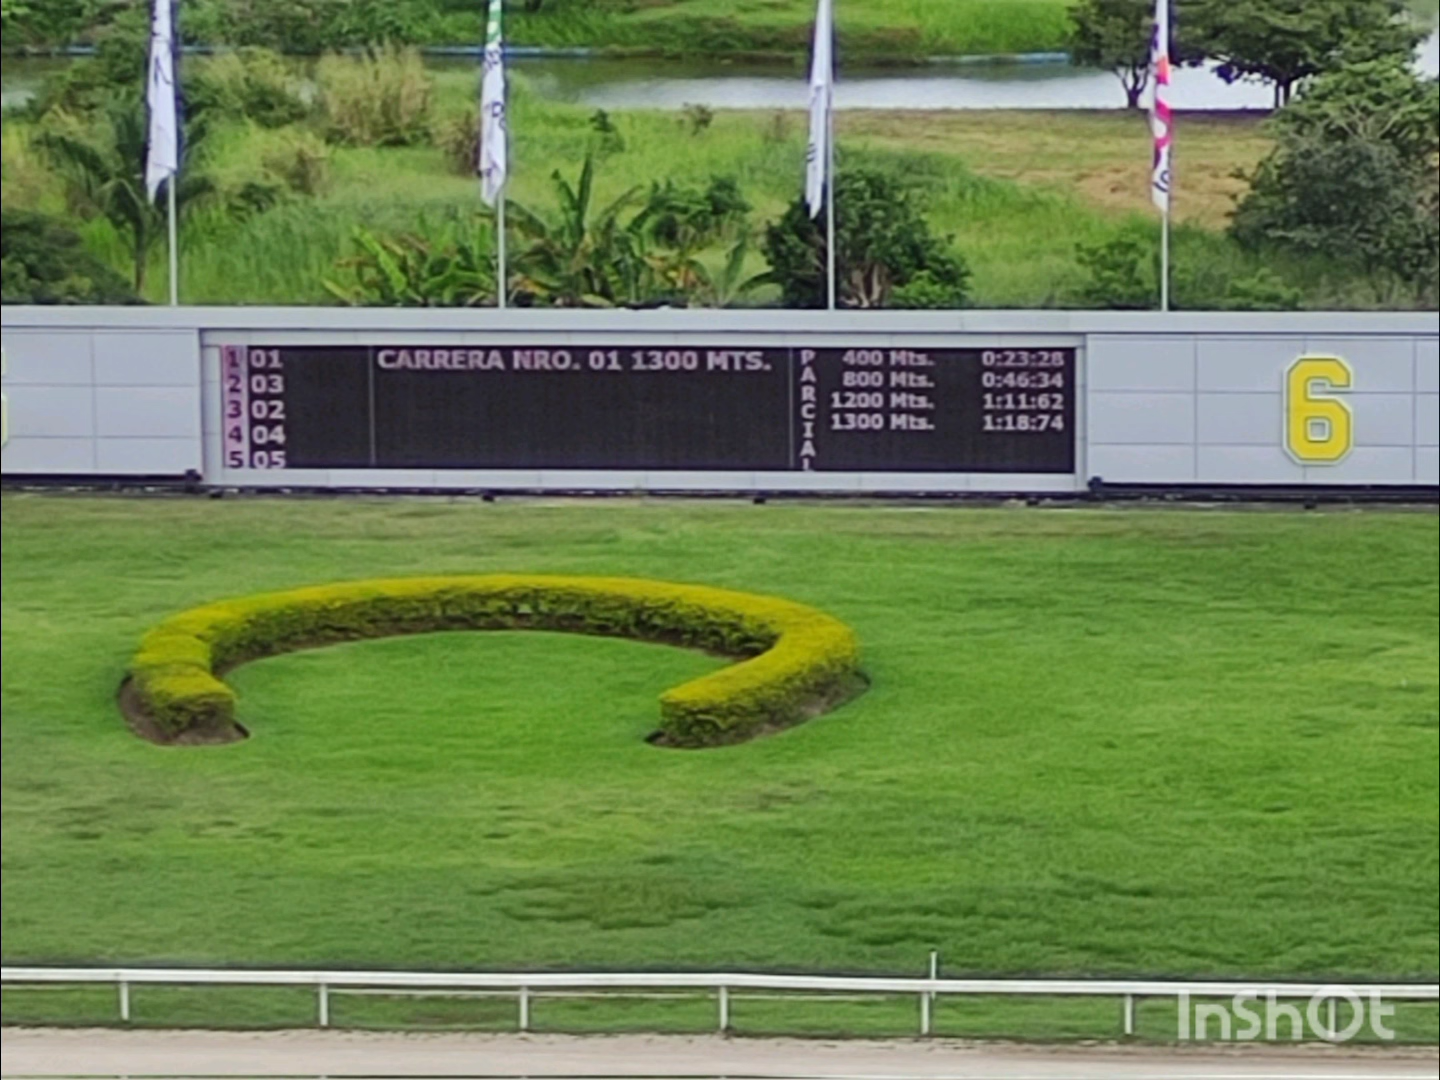 1 01
2 03
3 02
4 04
5 05
CARRERA NRO. 01 1300 MTS.
PARCIAL
400 Mts. 0:23:28
800 Mts. 0:46:34
1200 Mts. 1:11:62
1300 Mts. 1:18:74
6
InShOt